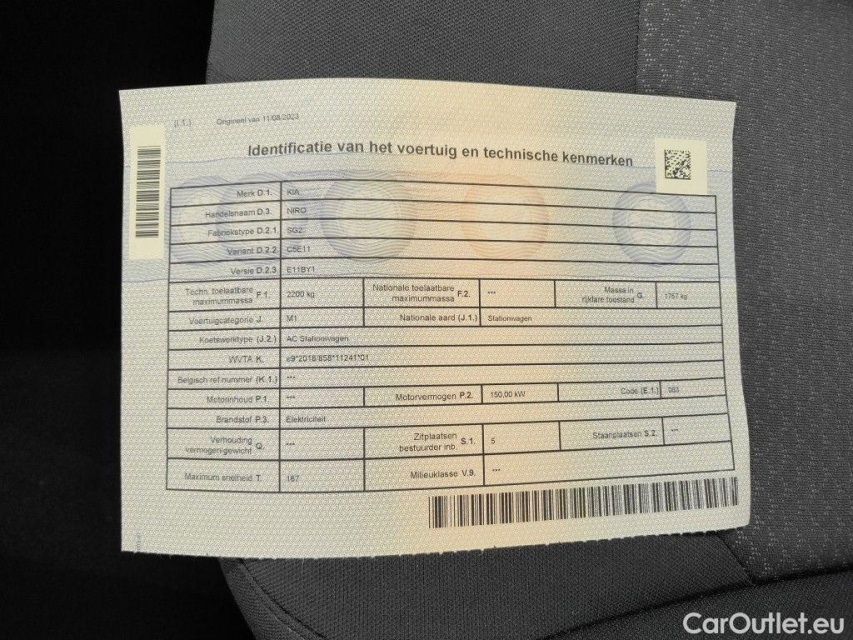 (I.1.) Origineel van 11/08/2023
Identificatie van het voertuig en technische kenmerken
Merk D.1. KIA
Handelsnaam D.3. NIRO
Fabriekstype D.2.1. SG2
Variant D.2.2. C5E11
Versie D.2.3. E11BY1
Techn. toelaatbare maximummassa F.1. 2200 kg Nationale toelaatbare maximummassa F.2. --- Massa in rijklare toestand G. 1757 kg
Voertuigcategorie J. M1 Nationale aard (J.1.) Stationwagen
Koetswerktype (J.2.) AC Stationwagen
WVTA K. e9*2018/858*11241*01
Belgisch ref.nummer (K.1.) ---
Motorinhoud P.1. --- Motorvermogen P.2. 150,00 kW Code (E.1.) 083
Brandstof P.3. Elektriciteit
Verhouding vermogen/gewicht Q. --- Zitplaatsen bestuurder inb. S.1. 5 Staanplaatsen S.2. ---
Maximum snelheid T. 167 Milieuklasse V.9. ---
CarOutlet.eu